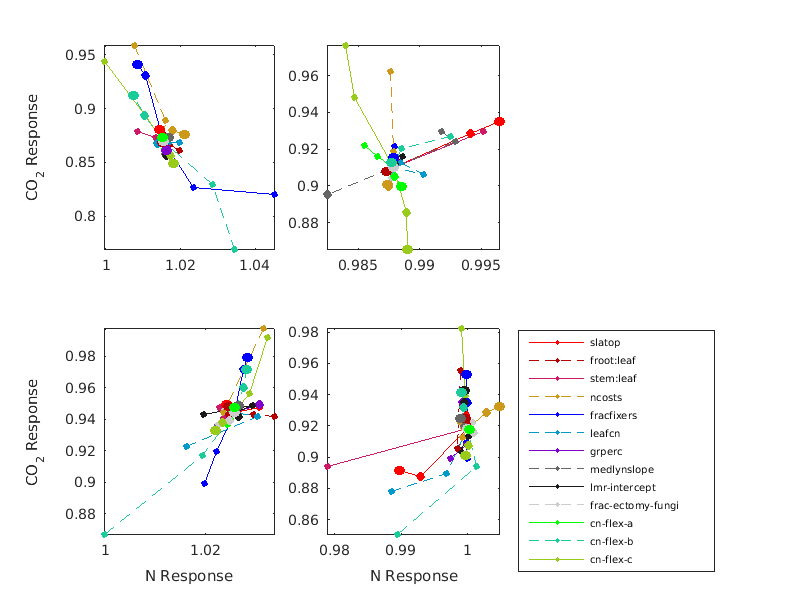 0.95
0.9
0.85
0.8
CO2 Response
1
1.02
1.04
0.96
0.94
0.92
0.9
0.88
0.985
0.99
0.995
0.98
0.96
0.94
0.92
0.9
0.88
CO2 Response
1
1.02
N Response
0.98
0.96
0.94
0.92
0.9
0.88
0.86
0.98
0.99
1
N Response
slatop
froot:leaf
stem:leaf
ncosts
fracfixers
leafcn
grperc
medlynslope
lmr-intercept
frac-ectomy-fungi
cn-flex-a
cn-flex-b
cn-flex-c